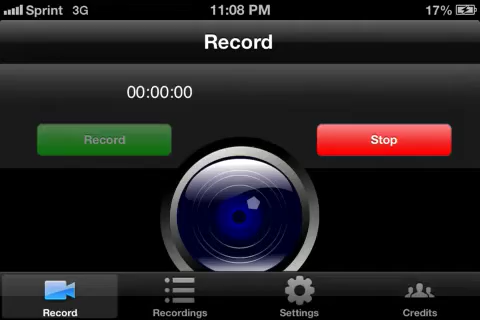 Sprint 3G 11:08 PM 17%
Record
00:00:00
Record Stop
Record Recordings Settings Credits